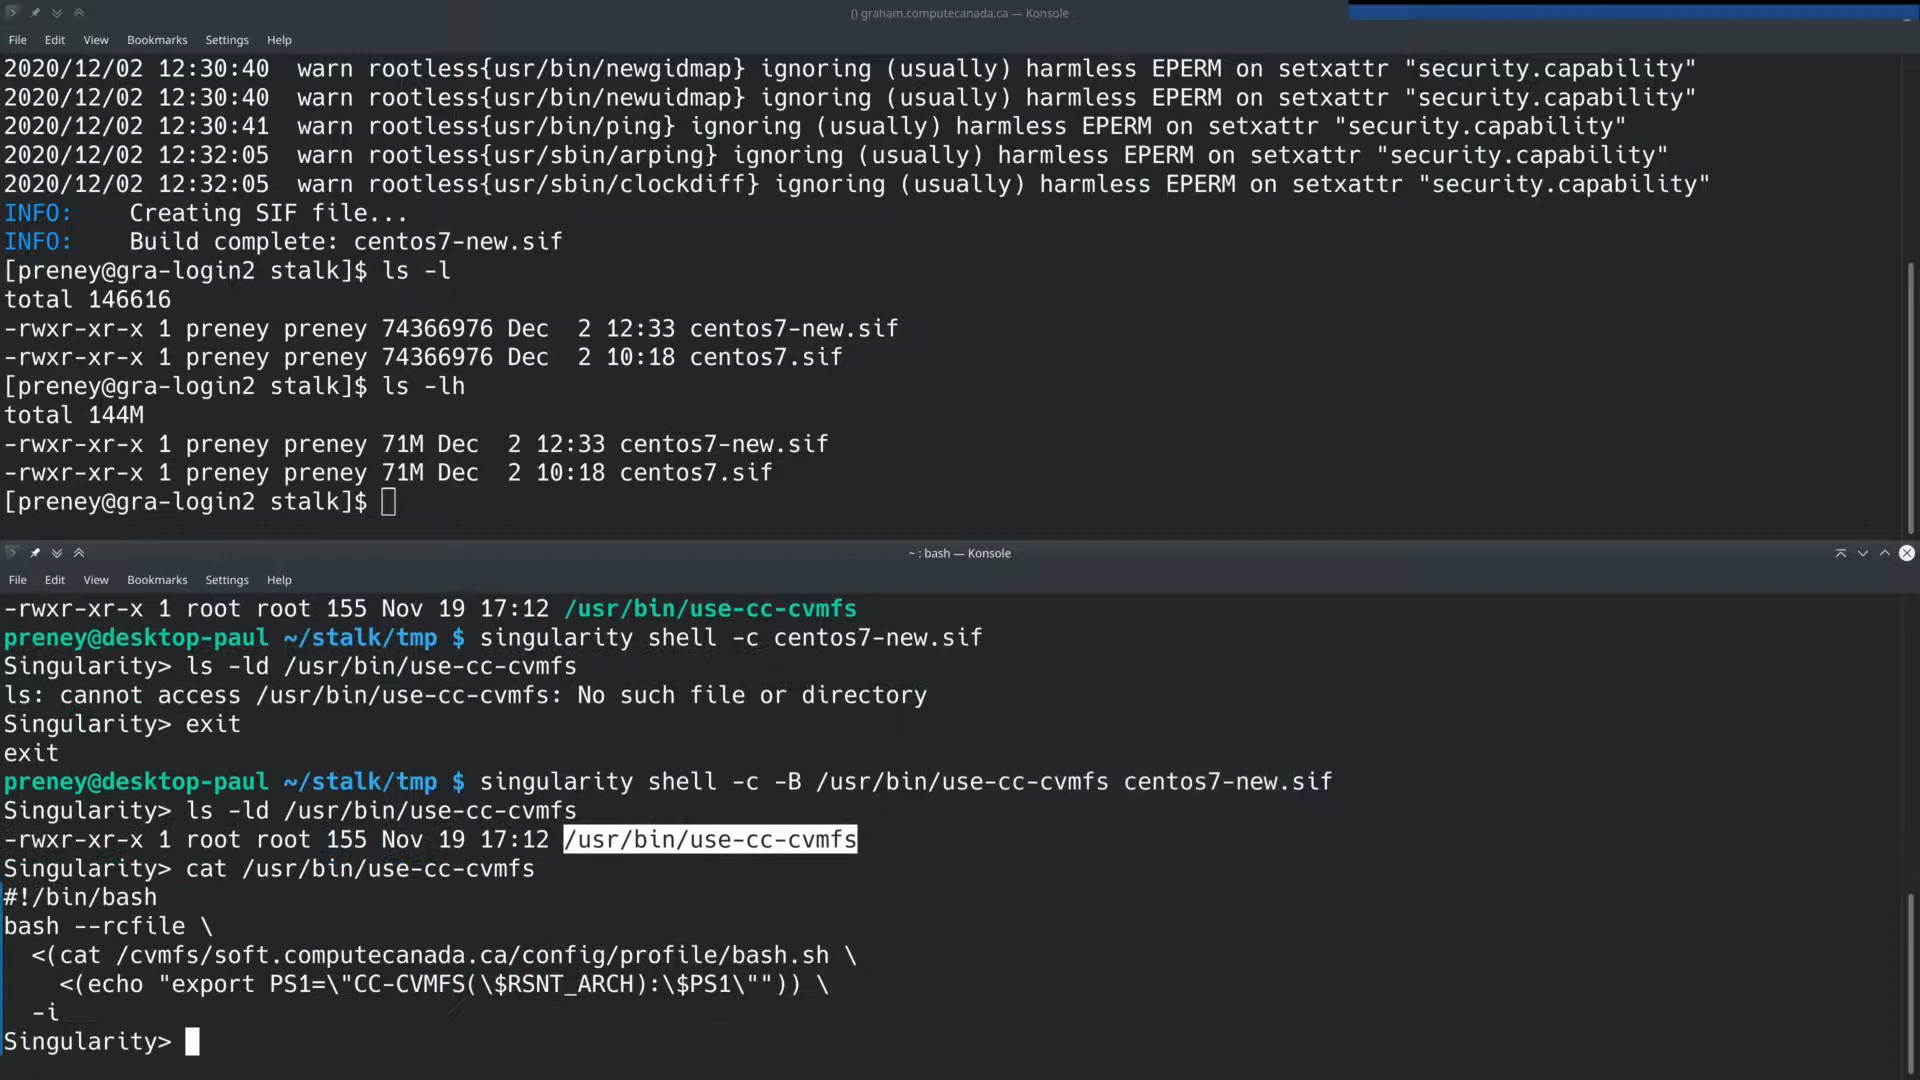 () graham.computecanada.ca — Konsole
File Edit View Bookmarks Settings Help
2020/12/02 12:30:40  warn rootless{usr/bin/newgidmap} ignoring (usually) harmless EPERM on setxattr "security.capability"
2020/12/02 12:30:40  warn rootless{usr/bin/newuidmap} ignoring (usually) harmless EPERM on setxattr "security.capability"
2020/12/02 12:30:41  warn rootless{usr/bin/ping} ignoring (usually) harmless EPERM on setxattr "security.capability"
2020/12/02 12:32:05  warn rootless{usr/sbin/arping} ignoring (usually) harmless EPERM on setxattr "security.capability"
2020/12/02 12:32:05  warn rootless{usr/sbin/clockdiff} ignoring (usually) harmless EPERM on setxattr "security.capability"
INFO:    Creating SIF file...
INFO:    Build complete: centos7-new.sif
[preney@gra-login2 stalk]$ ls -l
total 146616
-rwxr-xr-x 1 preney preney 74366976 Dec  2 12:33 centos7-new.sif
-rwxr-xr-x 1 preney preney 74366976 Dec  2 10:18 centos7.sif
[preney@gra-login2 stalk]$ ls -lh
total 144M
-rwxr-xr-x 1 preney preney 71M Dec  2 12:33 centos7-new.sif
-rwxr-xr-x 1 preney preney 71M Dec  2 10:18 centos7.sif
[preney@gra-login2 stalk]$
~ : bash — Konsole
File Edit View Bookmarks Settings Help
-rwxr-xr-x 1 root root 155 Nov 19 17:12 /usr/bin/use-cc-cvmfs
preney@desktop-paul ~/stalk/tmp $ singularity shell -c centos7-new.sif
Singularity> ls -ld /usr/bin/use-cc-cvmfs
ls: cannot access /usr/bin/use-cc-cvmfs: No such file or directory
Singularity> exit
exit
preney@desktop-paul ~/stalk/tmp $ singularity shell -c -B /usr/bin/use-cc-cvmfs centos7-new.sif
Singularity> ls -ld /usr/bin/use-cc-cvmfs
-rwxr-xr-x 1 root root 155 Nov 19 17:12 /usr/bin/use-cc-cvmfs
Singularity> cat /usr/bin/use-cc-cvmfs
#!/bin/bash
bash --rcfile \
  <(cat /cvmfs/soft.computecanada.ca/config/profile/bash.sh \
    <(echo "export PS1=\"CC-CVMFS(\$RSNT_ARCH):\$PS1\"")) \
  -i
Singularity>